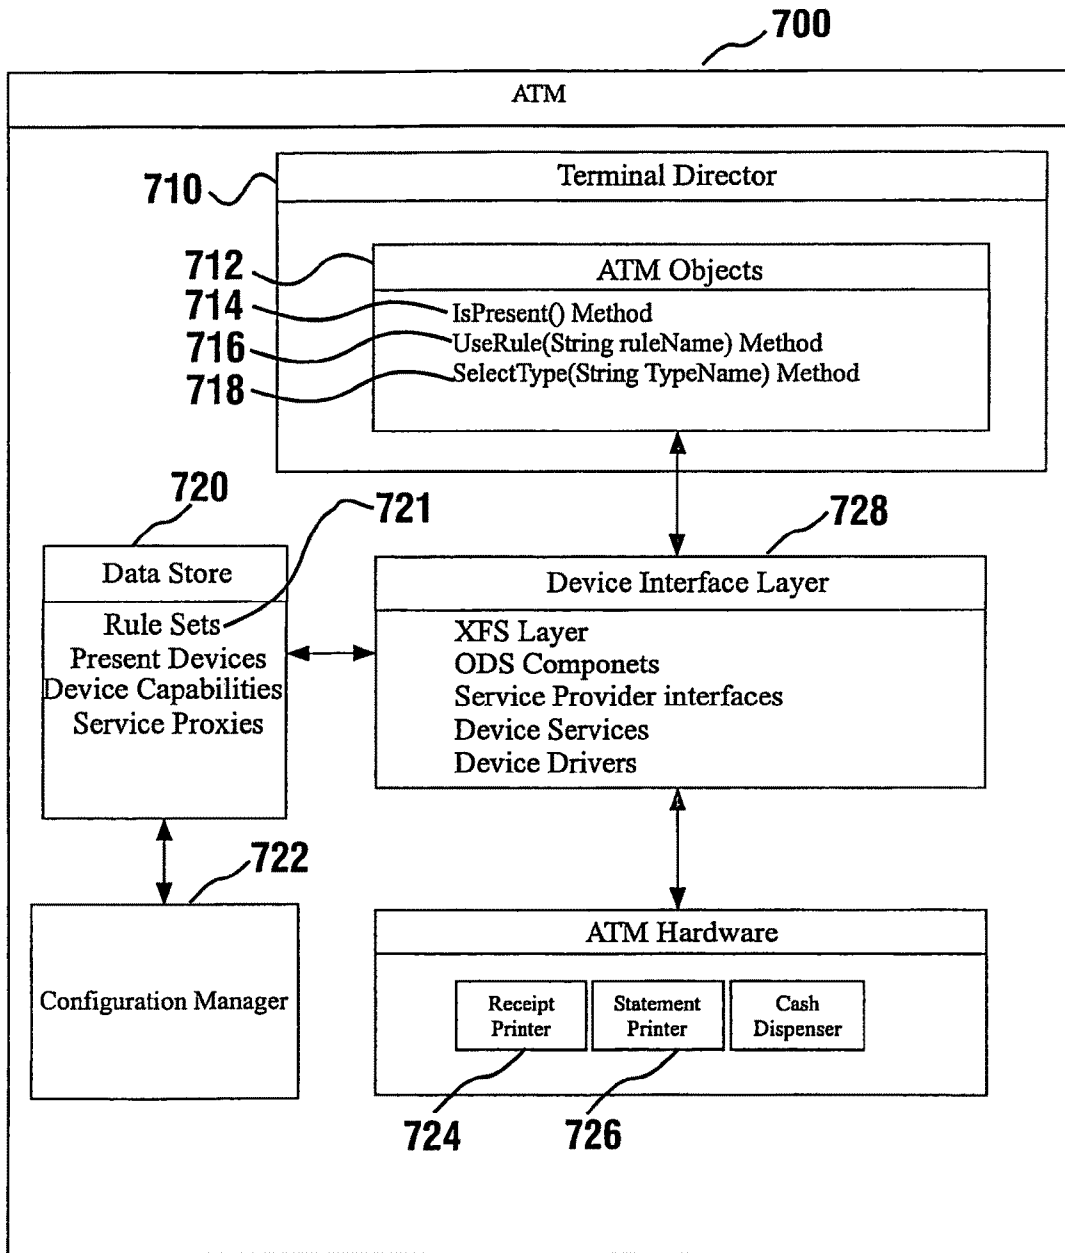 700
ATM
710
Terminal Director
712
ATM Objects
714
IsPresent() Method
716
UseRule(String ruleName) Method
718
SelectType(String TypeName) Method
720
721
728
Data Store
Rule Sets
Present Devices
Device Capabilities
Service Proxies
Device Interface Layer
XFS Layer
ODS Componets
Service Provider interfaces
Device Services
Device Drivers
722
Configuration Manager
ATM Hardware
Receipt
Printer
Statement
Printer
Cash
Dispenser
724
726